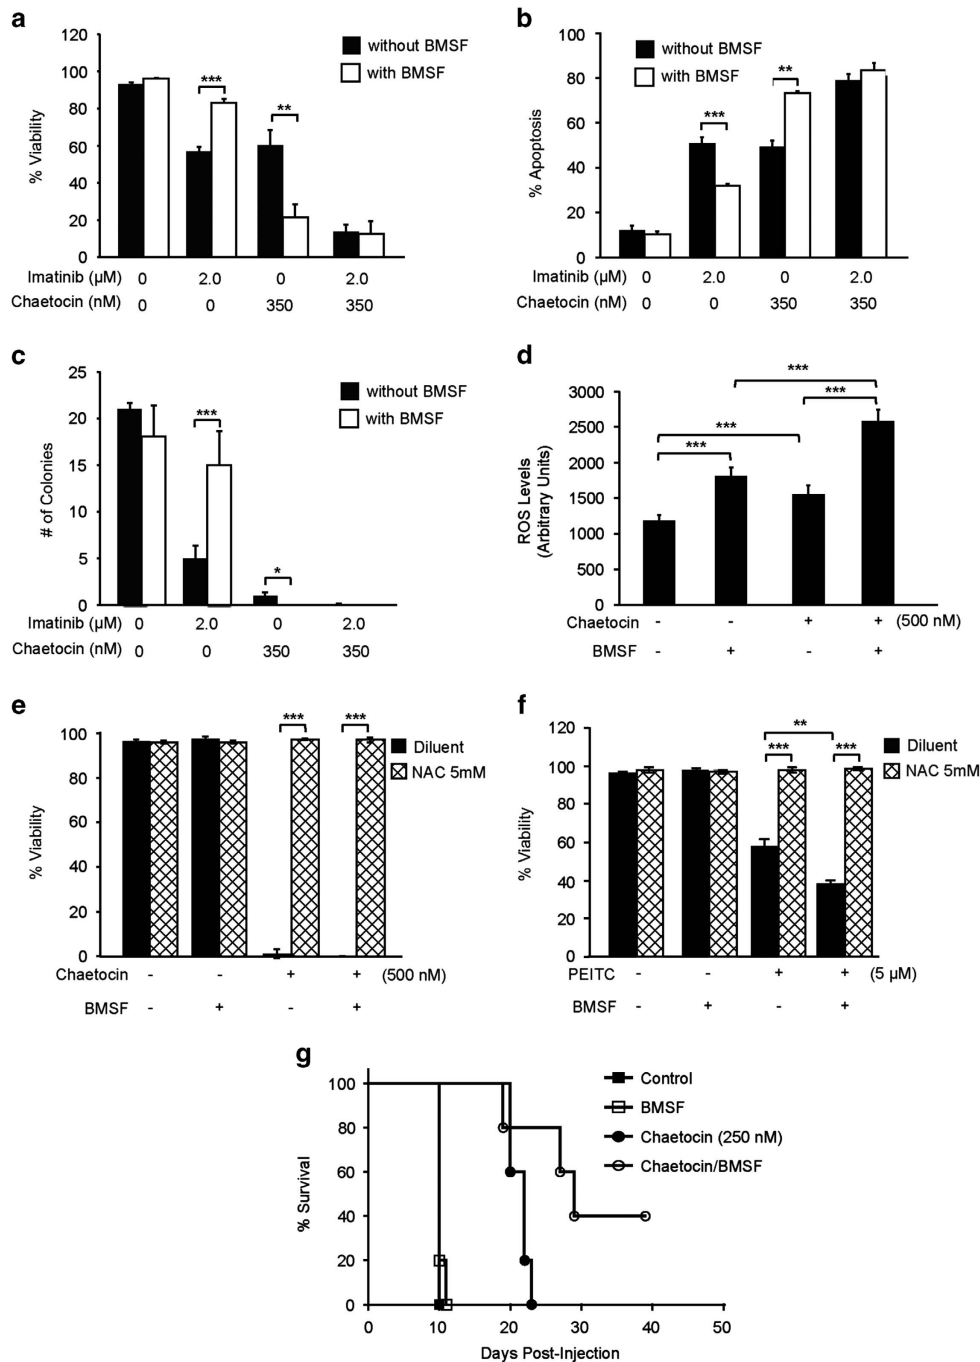 a
without BMSF
with BMSF
% Viability
120
100
80
60
40
20
0
***
**
Imatinib (µM) 0 2.0 0 2.0
Chaetocin (nM) 0 0 350 350
b
without BMSF
with BMSF
% Apoptosis
100
80
60
40
20
0
***
**
Imatinib (µM) 0 2.0 0 2.0
Chaetocin (nM) 0 0 350 350
c
without BMSF
with BMSF
# of Colonies
25
20
15
10
5
0
***
*
Imatinib (µM) 0 2.0 0 2.0
Chaetocin (nM) 0 0 350 350
d
ROS Levels
(Arbitrary Units)
3000
2500
2000
1500
1000
500
0
***
***
***
***
Chaetocin - - + + (500 nM)
BMSF - + - +
e
Diluent
NAC 5mM
% Viability
100
80
60
40
20
0
*** ***
Chaetocin - - + + (500 nM)
BMSF - + - +
f
Diluent
NAC 5mM
% Viability
120
100
80
60
40
20
0
**
*** ***
PEITC - - + + (5 µM)
BMSF - + - +
g
Control
BMSF
Chaetocin (250 nM)
Chaetocin/BMSF
% Survival
100
80
60
40
20
0
0 10 20 30 40 50
Days Post-Injection